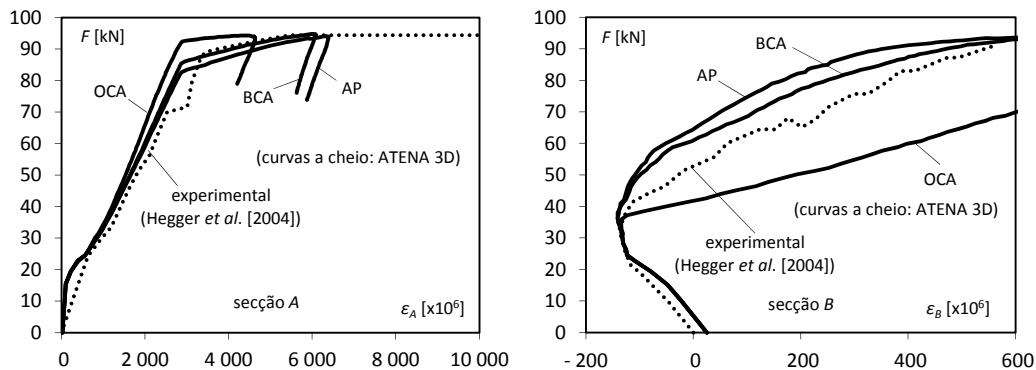 100
90
80
70
60
50
40
30
20
10
0
F [kN]
OCA
BCA
AP
(curvas a cheio: ATENA 3D)
experimental
(Hegger et al. [2004])
secção A
ε_A [x10⁶]
0
2 000
4 000
6 000
8 000
10 000
100
90
80
70
60
50
40
30
20
10
0
F [kN]
BCA
AP
OCA
(curvas a cheio: ATENA 3D)
experimental
(Hegger et al. [2004])
secção B
ε_B [x10⁶]
- 200
0
200
400
600